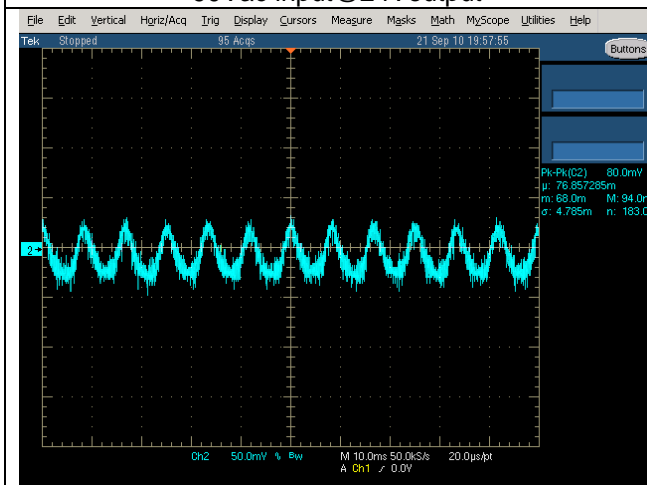 File Edit Vertical Horiz/Acq Trig Display Cursors Measure Masks Math MyScope Utilities Help
Tek Stopped 95 Acqs 21 Sep 10 19:57:55
Buttons
Pk-Pk(C2) 80.0mV
µ: 76.857285m
m: 68.0m M: 94.0m
σ: 4.785m n: 183.0
2
Ch2 50.0mV % Bw M 10.0ms 50.0kS/s 20.0µs/pt
A Ch1 / 0.0V